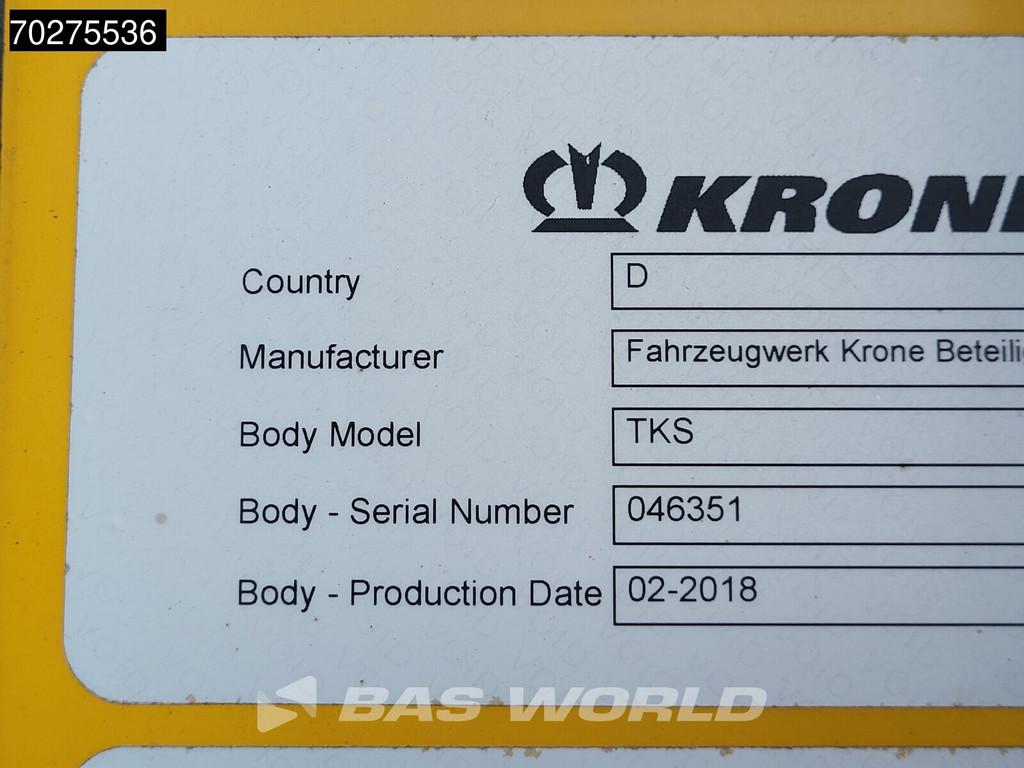 70275536
KRONE
Country D
Manufacturer Fahrzeugwerk Krone
Body Model TKS
Body - Serial Number 046351
Body - Production Date 02-2018
BAS WORLD